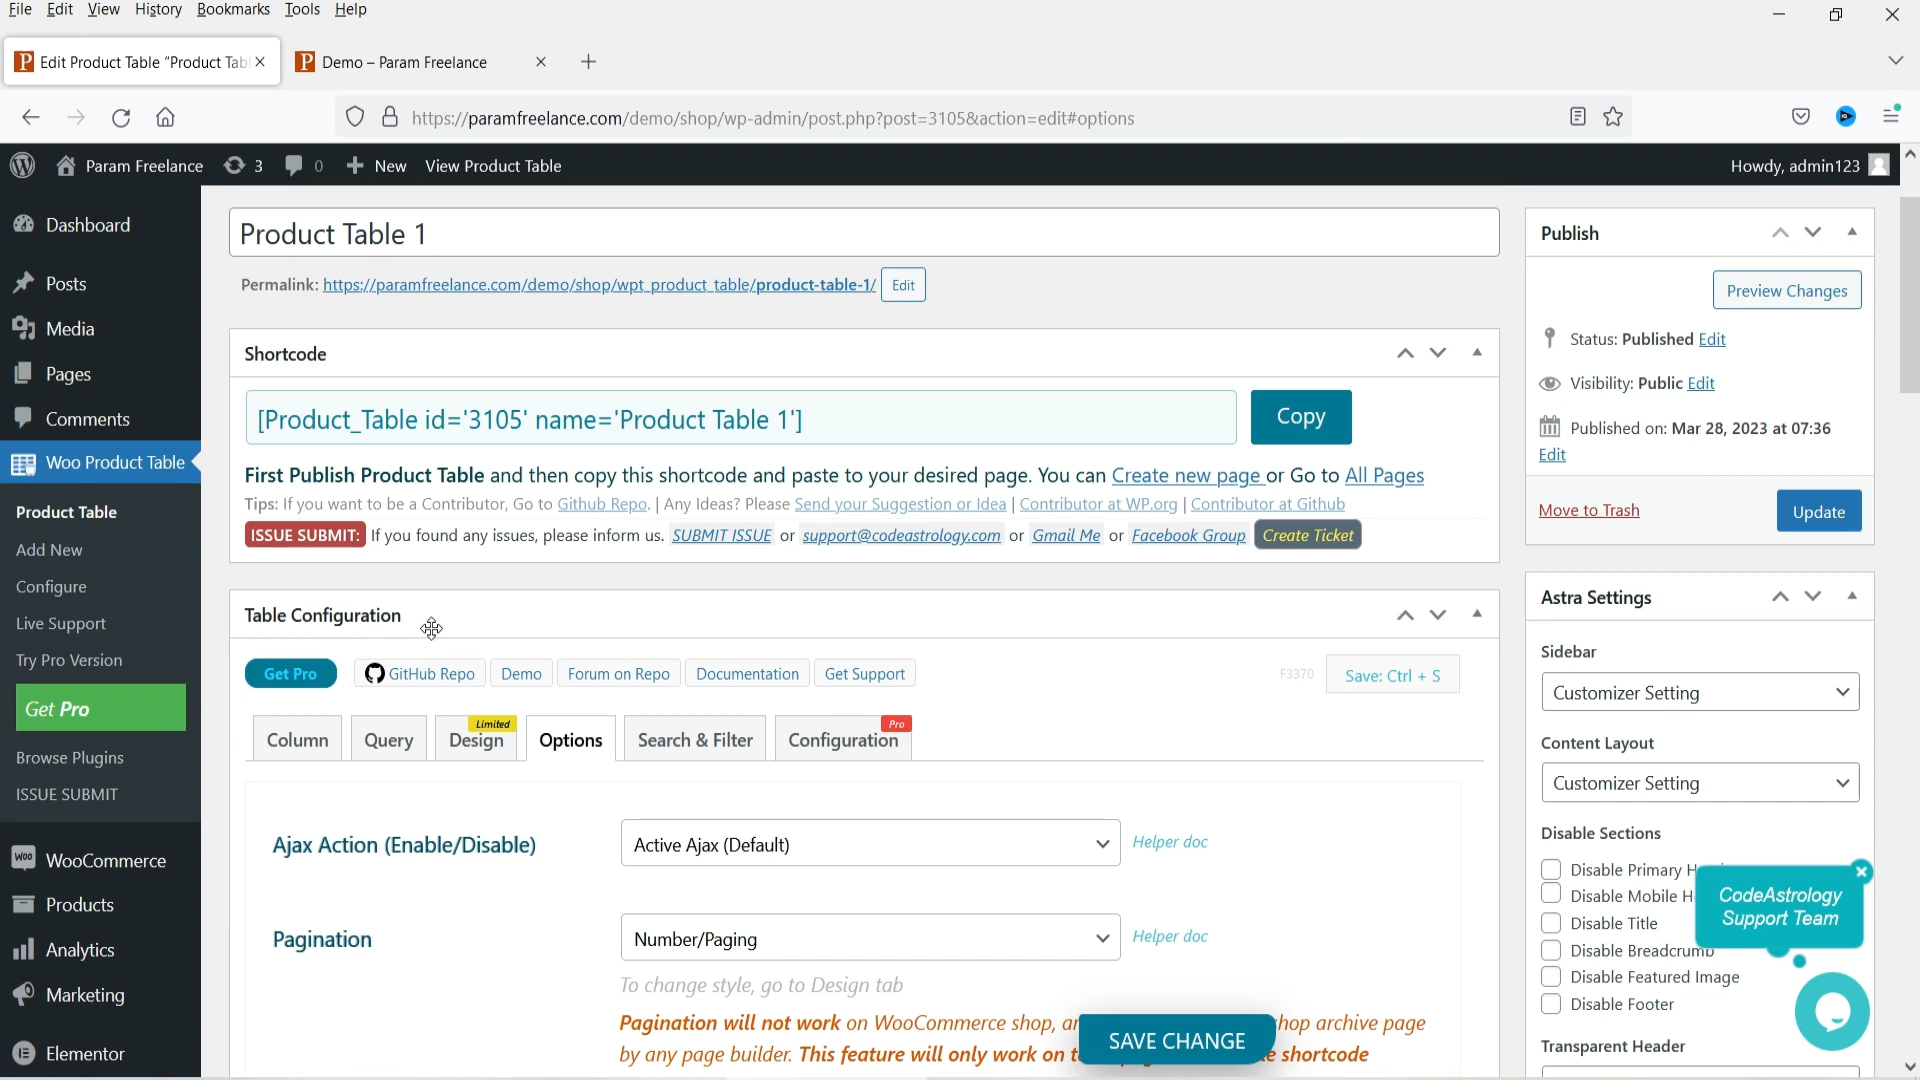 File Edit View History Bookmarks Tools Help
Edit Product Table "Product Tab
Demo – Param Freelance
https://paramfreelance.com/demo/shop/wp-admin/post.php?post=3105&action=edit#options
Param Freelance 3 0 New View Product Table Howdy, admin123
Dashboard
Posts
Media
Pages
Comments
Woo Product Table
Product Table
Add New
Configure
Live Support
Try Pro Version
Get Pro
Browse Plugins
ISSUE SUBMIT
WooCommerce
Products
Analytics
Marketing
Elementor
Product Table 1
Permalink: https://paramfreelance.com/demo/shop/wpt_product_table/product-table-1/ Edit
Shortcode
[Product_Table id='3105' name='Product Table 1']
Copy
First Publish Product Table and then copy this shortcode and paste to your desired page. You can Create new page or Go to All Pages
Tips: If you want to be a Contributor, Go to Github Repo. | Any Ideas? Please Send your Suggestion or Idea | Contributor at WP.org | Contributor at Github
ISSUE SUBMIT: If you found any issues, please inform us. SUBMIT ISSUE or support@codeastrology.com or Gmail Me or Facebook Group Create Ticket
Table Configuration
Get Pro GitHub Repo Demo Forum on Repo Documentation Get Support F3370 Save: Ctrl + S
Column Query Design Limited Options Search & Filter Configuration Pro
Ajax Action (Enable/Disable) Active Ajax (Default) Helper doc
Pagination Number/Paging Helper doc
To change style, go to Design tab
Pagination will not work on WooCommerce shop, hop archive page
by any page builder. This feature will only work on shortcode
SAVE CHANGE
Publish
Preview Changes
Status: Published Edit
Visibility: Public Edit
Published on: Mar 28, 2023 at 07:36
Edit
Move to Trash Update
Astra Settings
Sidebar
Customizer Setting
Content Layout
Customizer Setting
Disable Sections
Disable Primary H
Disable Mobile H
Disable Title
Disable Breadcrumb
Disable Featured Image
Disable Footer
Transparent Header
CodeAstrology
Support Team